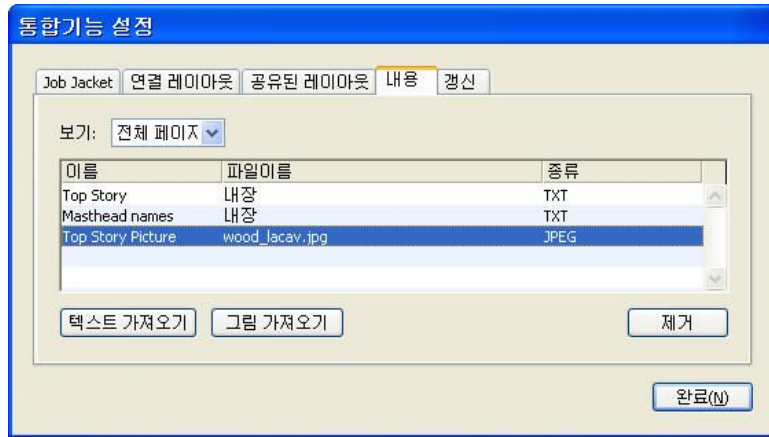 통합기능 설정
Job Jacket 연결 레이아웃 공유된 레이아웃 내용 갱신
보기: 전체 페이지
이름 파일이름 종류
Top Story 내장 TXT
Masthead names 내장 TXT
Top Story Picture wood_lacav.jpg JPEG
텍스트 가져오기 그림 가져오기 제거
완료(N)